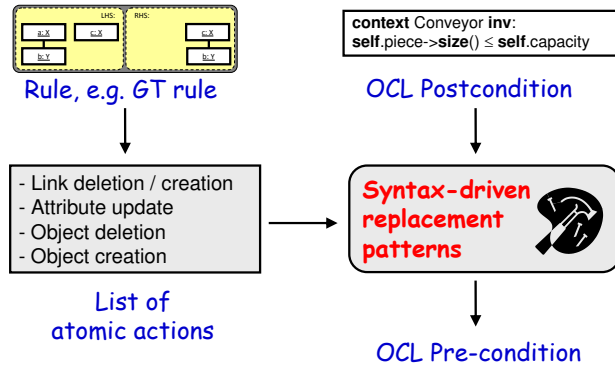 LHS:
RHS:
a: X
c: X
c: X
b: Y
b: Y
Rule, e.g. GT rule
context Conveyor inv:
self.piece->size() ≤ self.capacity
OCL Postcondition
- Link deletion / creation
- Attribute update
- Object deletion
- Object creation
List of
atomic actions
Syntax-driven
replacement
patterns
OCL Pre-condition